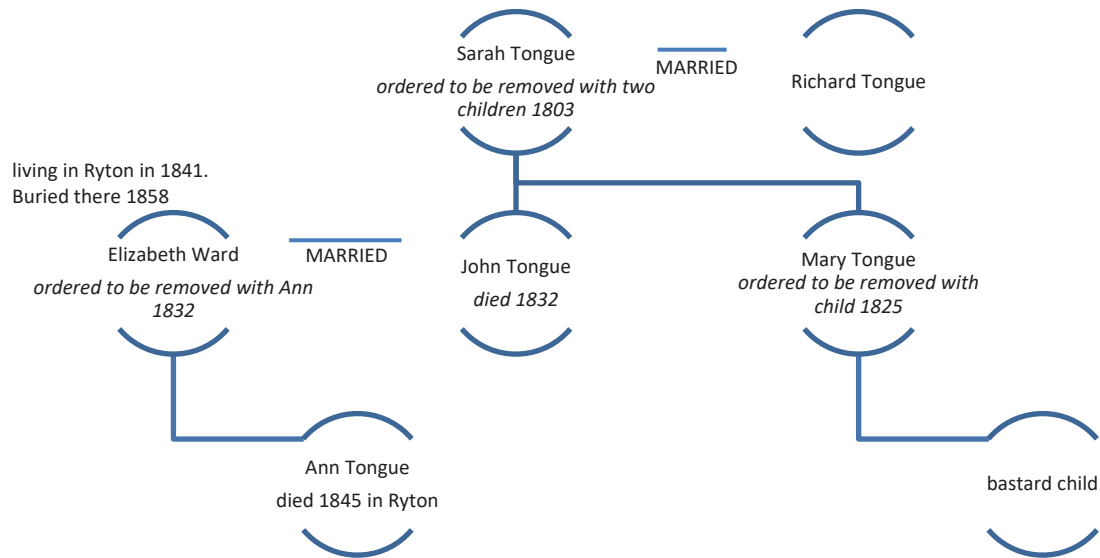 Sarah Tongue
ordered to be removed with two
children 1803
MARRIED
Richard Tongue
living in Ryton in 1841.
Buried there 1858
Elizabeth Ward
ordered to be removed with Ann
1832
MARRIED
John Tongue
died 1832
Mary Tongue
ordered to be removed with
child 1825
Ann Tongue
died 1845 in Ryton
bastard child